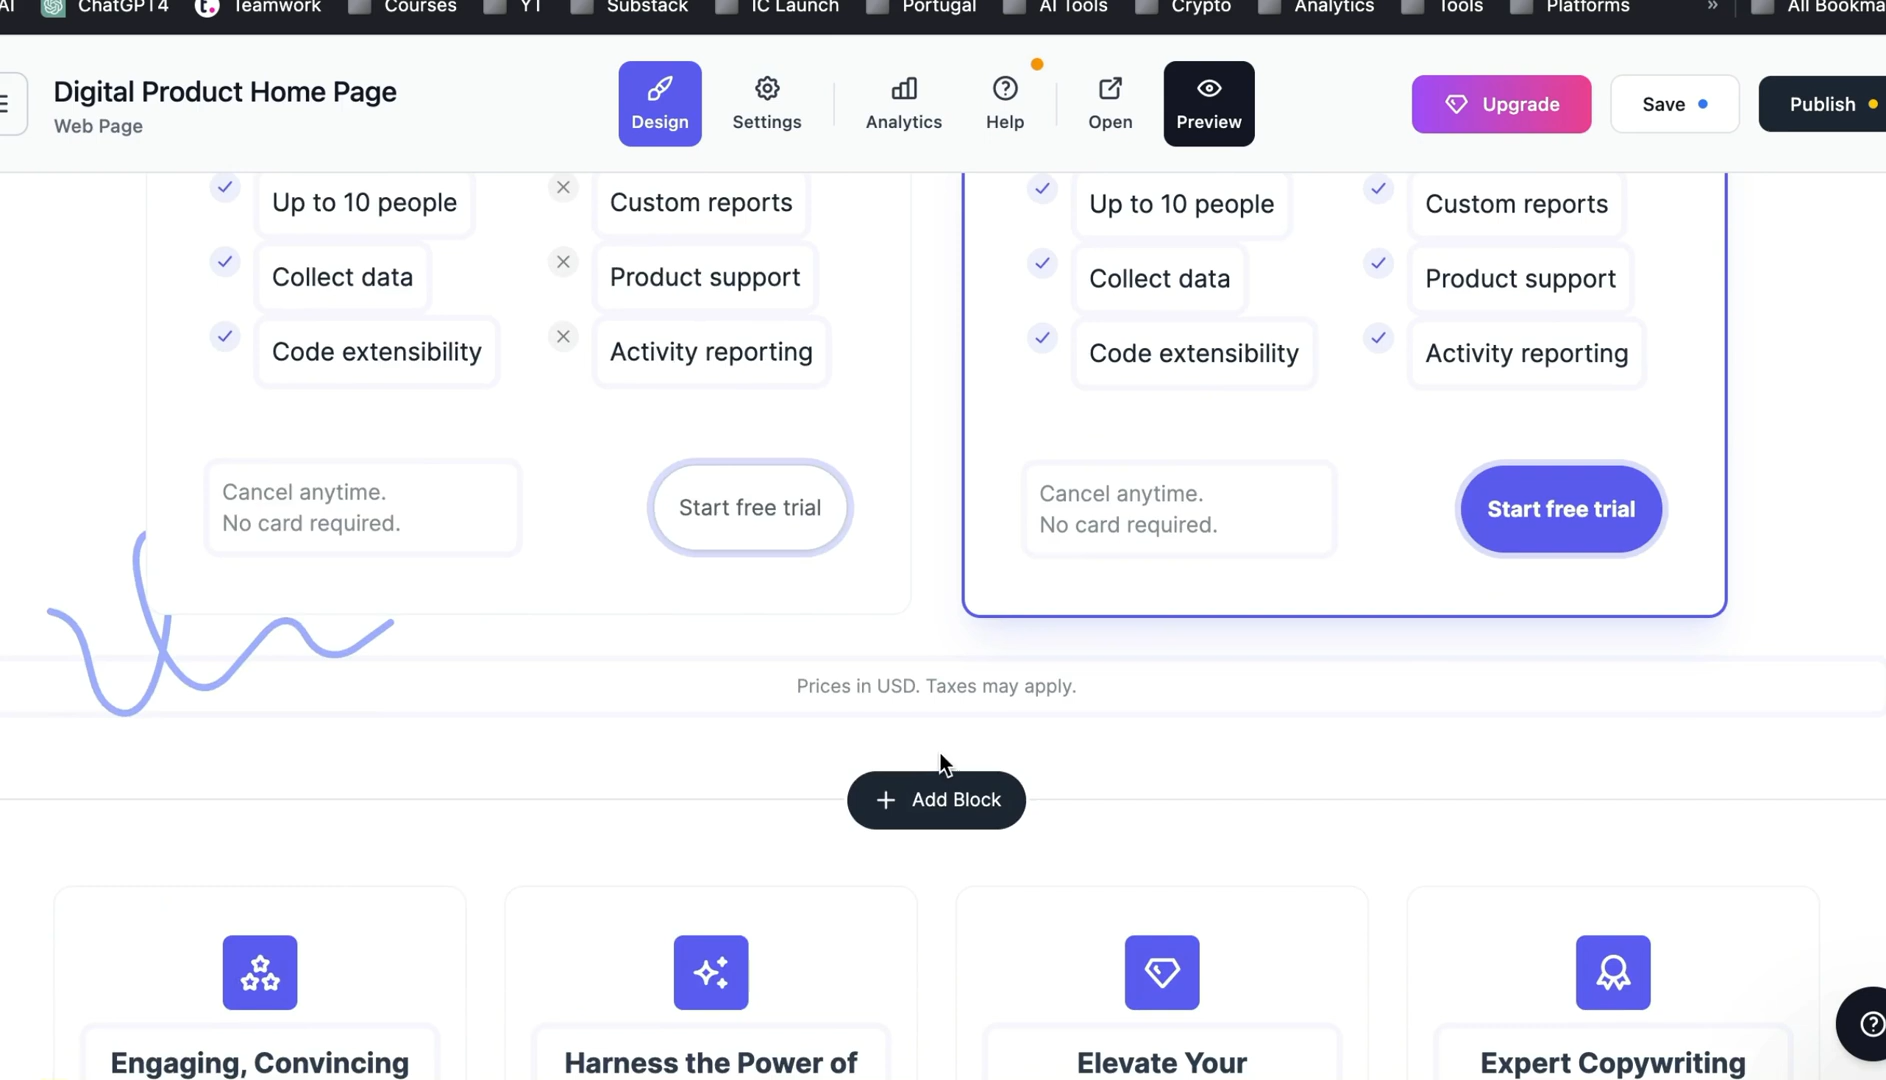 AI ChatGPT4 Teamwork Courses YT Substack IC Launch Portugal AI Tools Crypto Analytics Tools Platforms » All Bookma
Digital Product Home Page
Web Page
Design
Settings
Analytics
Help
Open
Preview
Upgrade
Save
Publish
Up to 10 people
Custom reports
Collect data
Product support
Code extensibility
Activity reporting
Cancel anytime.
No card required.
Start free trial
Up to 10 people
Custom reports
Collect data
Product support
Code extensibility
Activity reporting
Cancel anytime.
No card required.
Start free trial
Prices in USD. Taxes may apply.
+ Add Block
Engaging, Convincing
Harness the Power of
Elevate Your
Expert Copywriting